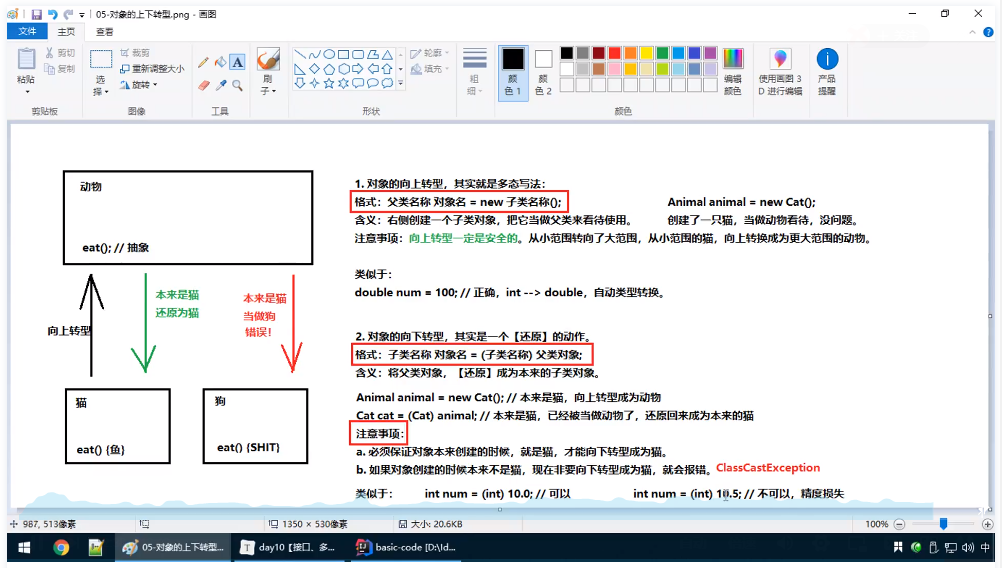 05-对象的上下转型.png - 画图
文件 主页 查看
粘贴 剪切 复制 选择 裁剪 重新调整大小 旋转 A 刷子 轮廓 填充 粗细 颜色 1 颜色 2 编辑颜色 使用画图 3D 进行编辑 产品提醒
剪贴板 图像 工具 形状 颜色
动物
eat(); // 抽象
向上转型
本来是猫
还原为猫
本来是猫
当做狗
错误!
猫
eat() {鱼}
狗
eat() {SHIT}
1. 对象的向上转型，其实就是多态写法：
格式：父类名称 对象名 = new 子类名称(); Animal animal = new Cat();
含义：右侧创建一个子类对象，把它当做父类来看待使用。 创建了一只猫，当做动物看待，没问题。
注意事项：向上转型一定是安全的。从小范围转向了大范围，从小范围的猫，向上转换成为更大范围的动物。
类似于：
double num = 100; // 正确，int --> double，自动类型转换。
2. 对象的向下转型，其实是一个【还原】的动作。
格式：子类名称 对象名 = (子类名称) 父类对象;
含义：将父类对象，【还原】成为本来的子类对象。
Animal animal = new Cat(); // 本来是猫，向上转型成为动物
Cat cat = (Cat) animal; // 本来是猫，已经被当做动物了，还原回来成为本来的猫
注意事项：
a. 必须保证对象本来创建的时候，就是猫，才能向下转型成为猫。
b. 如果对象创建的时候本来不是猫，现在非要向下转型成为猫，就会报错。ClassCastException
类似于： int num = (int) 10.0; // 可以 int num = (int) 10.5; // 不可以，精度损失
987, 513像素 1350 × 530像素 大小: 20.6KB 100%
05-对象的上下转型... day10【接口、多... basic-code [D:\Id... 中